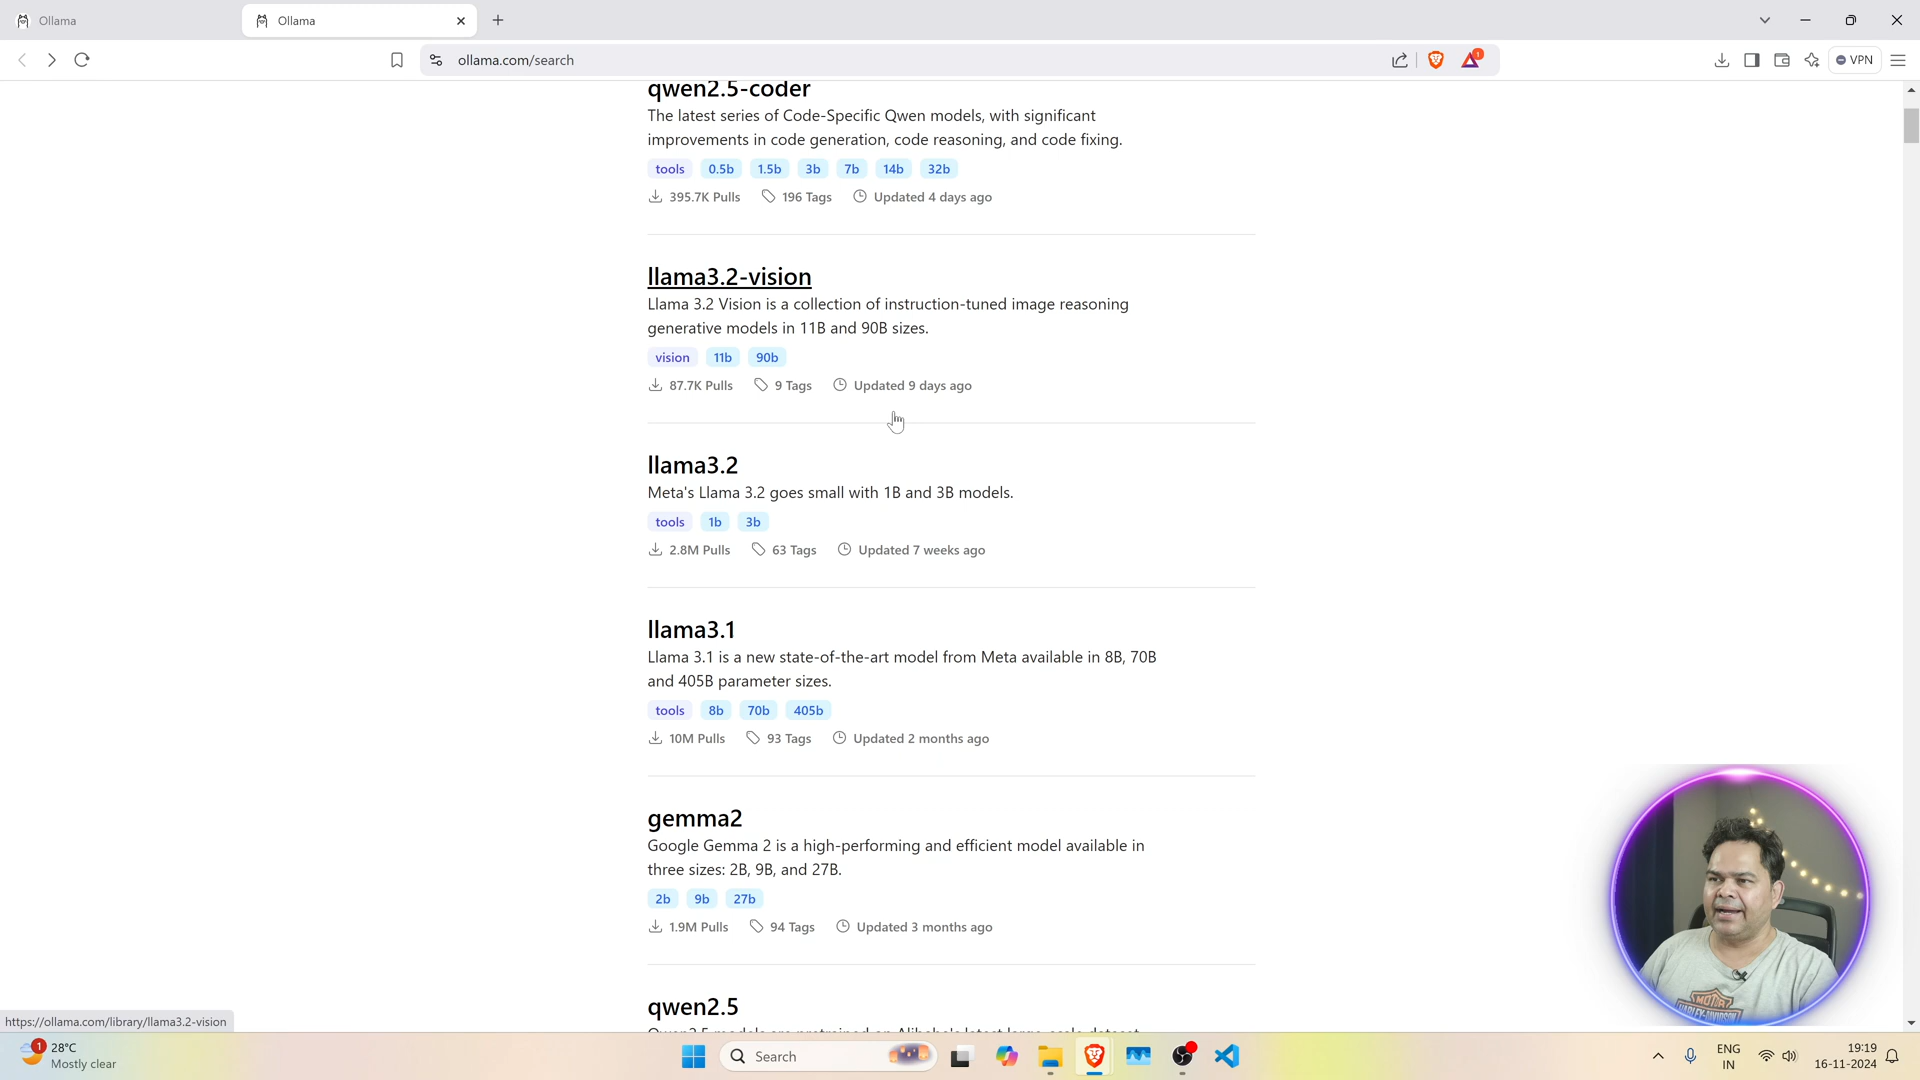 Ollama
Ollama
ollama.com/search
1
VPN
qwen2.5-coder
The latest series of Code-Specific Qwen models, with significant
improvements in code generation, code reasoning, and code fixing.
tools 0.5b 1.5b 3b 7b 14b 32b
395.7K Pulls 196 Tags Updated 4 days ago
llama3.2-vision
Llama 3.2 Vision is a collection of instruction-tuned image reasoning
generative models in 11B and 90B sizes.
vision 11b 90b
87.7K Pulls 9 Tags Updated 9 days ago
llama3.2
Meta's Llama 3.2 goes small with 1B and 3B models.
tools 1b 3b
2.8M Pulls 63 Tags Updated 7 weeks ago
llama3.1
Llama 3.1 is a new state-of-the-art model from Meta available in 8B, 70B
and 405B parameter sizes.
tools 8b 70b 405b
10M Pulls 93 Tags Updated 2 months ago
gemma2
Google Gemma 2 is a high-performing and efficient model available in
three sizes: 2B, 9B, and 27B.
2b 9b 27b
1.9M Pulls 94 Tags Updated 3 months ago
qwen2.5
MOTOR
HARLEY-DAVIDSON
https://ollama.com/library/llama3.2-vision
1
28°C
Mostly clear
Search
ENG
IN
19:19
16-11-2024